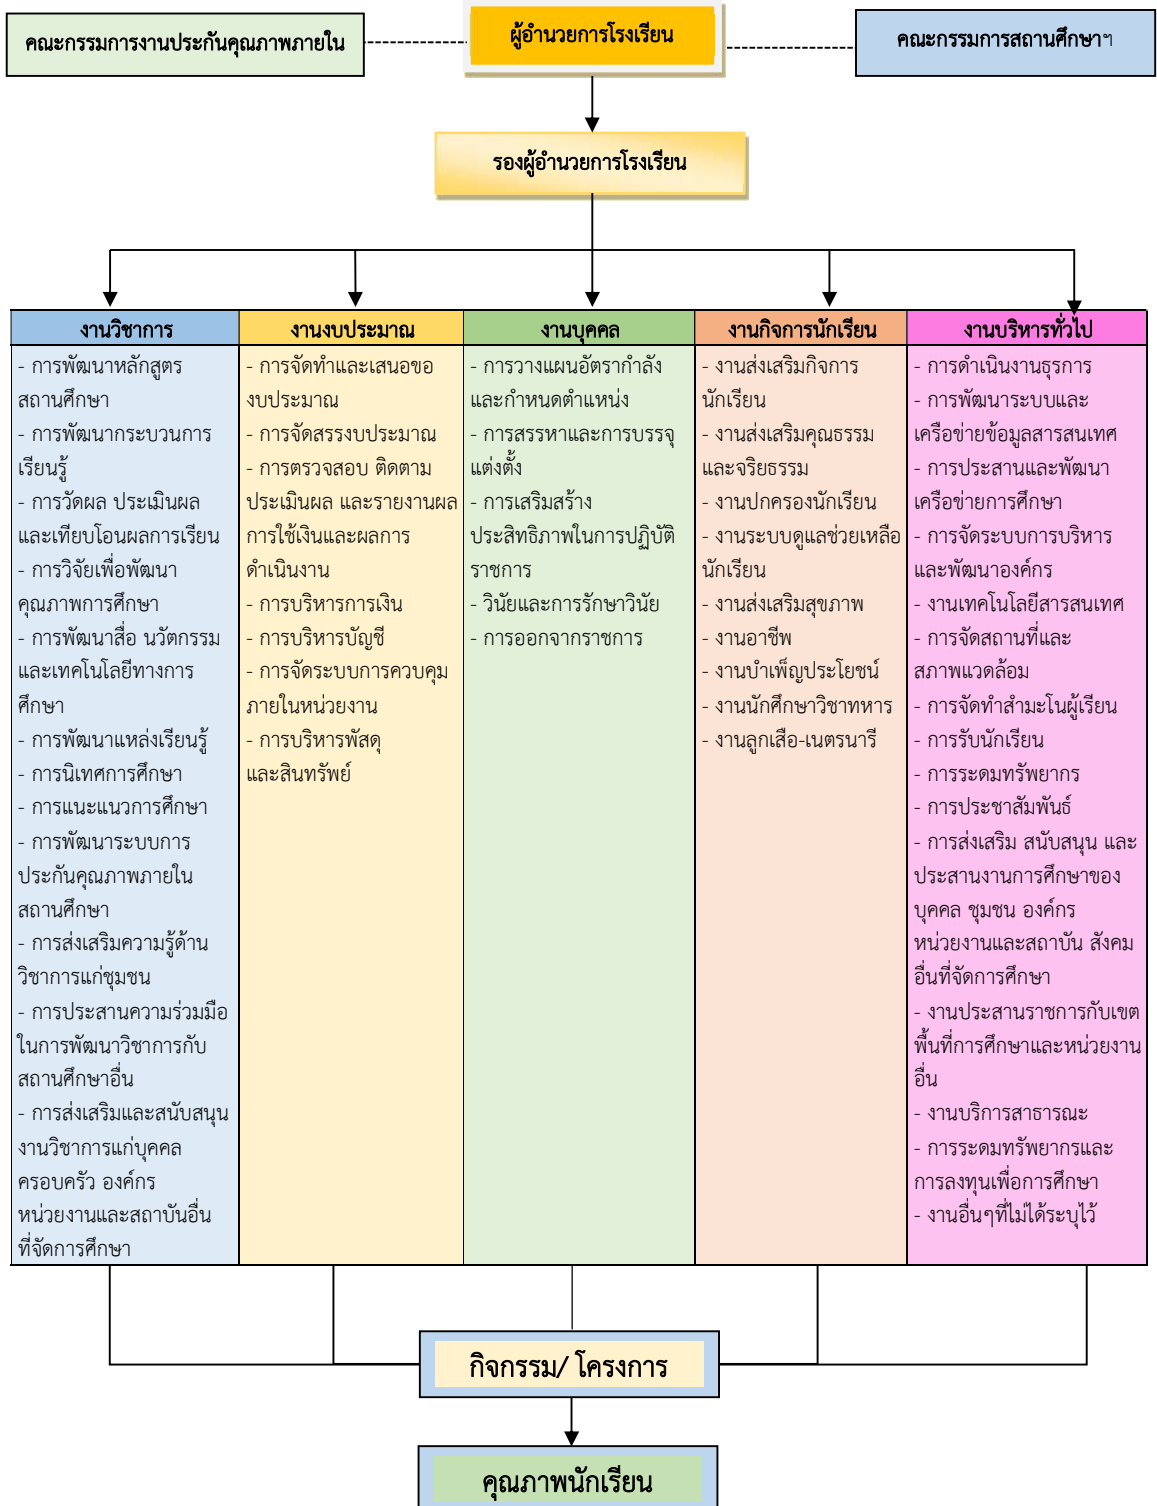 คณะกรรมการงานประกันคุณภาพภายใน
ผู้อำนวยการโรงเรียน
คณะกรรมการสถานศึกษาฯ
รองผู้อำนวยการโรงเรียน
งานวิชาการ
- การพัฒนาหลักสูตร
สถานศึกษา
- การพัฒนากระบวนการ
เรียนรู้
- การวัดผล ประเมินผล
และเทียบโอนผลการเรียน
- การวิจัยเพื่อพัฒนา
คุณภาพการศึกษา
- การพัฒนาสื่อ นวัตกรรม
และเทคโนโลยีทางการ
ศึกษา
- การพัฒนาแหล่งเรียนรู้
- การนิเทศการศึกษา
- การแนะแนวการศึกษา
- การพัฒนาระบบการ
ประกันคุณภาพภายใน
สถานศึกษา
- การส่งเสริมความรู้ด้าน
วิชาการแก่ชุมชน
- การประสานความร่วมมือ
ในการพัฒนาวิชาการกับ
สถานศึกษาอื่น
- การส่งเสริมและสนับสนุน
งานวิชาการแก่บุคคล
ครอบครัว องค์กร
หน่วยงานและสถาบันอื่น
ที่จัดการศึกษา
งานงบประมาณ
- การจัดทำและเสนอขอ
งบประมาณ
- การจัดสรรงบประมาณ
- การตรวจสอบ ติดตาม
ประเมินผล และรายงานผล
การใช้เงินและผลการ
ดำเนินงาน
- การบริหารการเงิน
- การบริหารบัญชี
- การจัดระบบการควบคุม
ภายในหน่วยงาน
- การบริหารพัสดุ
และสินทรัพย์
งานบุคคล
- การวางแผนอัตรากำลัง
และกำหนดตำแหน่ง
- การสรรหาและการบรรจุ
แต่งตั้ง
- การเสริมสร้าง
ประสิทธิภาพในการปฏิบัติ
ราชการ
- วินัยและการรักษาวินัย
- การออกจากราชการ
งานกิจการนักเรียน
- งานส่งเสริมกิจการ
นักเรียน
- งานส่งเสริมคุณธรรม
และจริยธรรม
- งานปกครองนักเรียน
- งานระบบดูแลช่วยเหลือ
นักเรียน
- งานส่งเสริมสุขภาพ
- งานอาชีพ
- งานบำเพ็ญประโยชน์
- งานนักศึกษาวิชาทหาร
- งานลูกเสือ-เนตรนารี
งานบริหารทั่วไป
- การดำเนินงานธุรการ
- การพัฒนาระบบและ
เครือข่ายข้อมูลสารสนเทศ
- การประสานและพัฒนา
เครือข่ายการศึกษา
- การจัดระบบการบริหาร
และพัฒนาองค์กร
- งานเทคโนโลยีสารสนเทศ
- การจัดสถานที่และ
สภาพแวดล้อม
- การจัดทำสำมะโนผู้เรียน
- การรับนักเรียน
- การระดมทรัพยากร
- การประชาสัมพันธ์
- การส่งเสริม สนับสนุน และ
ประสานงานการศึกษาของ
บุคคล ชุมชน องค์กร
หน่วยงานและสถาบัน สังคม
อื่นที่จัดการศึกษา
- งานประสานราชการกับเขต
พื้นที่การศึกษาและหน่วยงาน
อื่น
- งานบริการสาธารณะ
- การระดมทรัพยากรและ
การลงทุนเพื่อการศึกษา
- งานอื่นๆที่ไม่ได้ระบุไว้
กิจกรรม/ โครงการ
คุณภาพนักเรียน